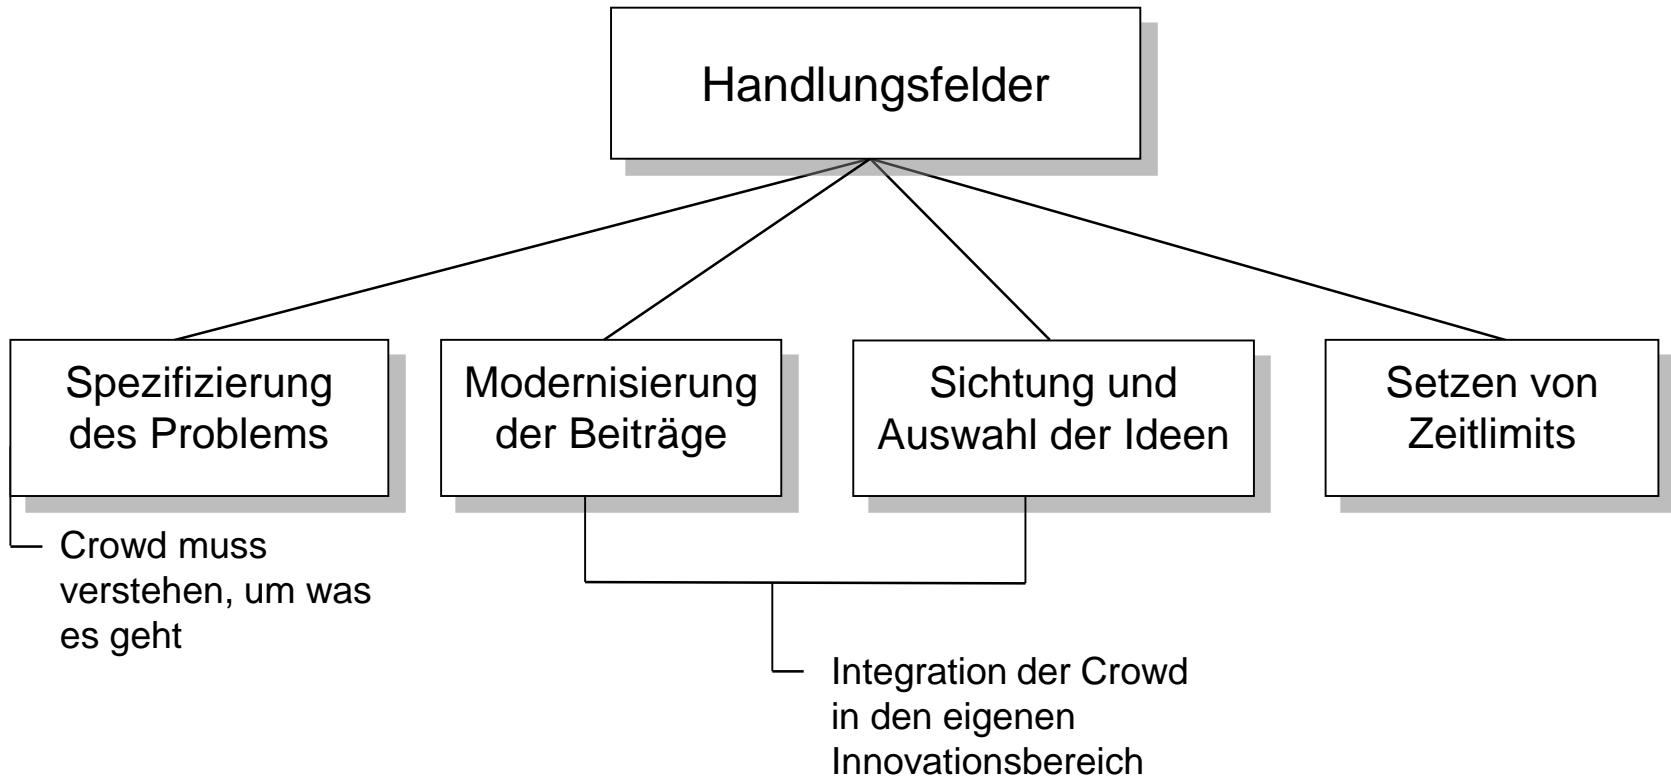 Handlungsfelder
Spezifizierung
des Problems
Modernisierung
der Beiträge
Sichtung und
Auswahl der Ideen
Setzen von
Zeitlimits
Crowd muss
verstehen, um was
es geht
Integration der Crowd
in den eigenen
Innovationsbereich